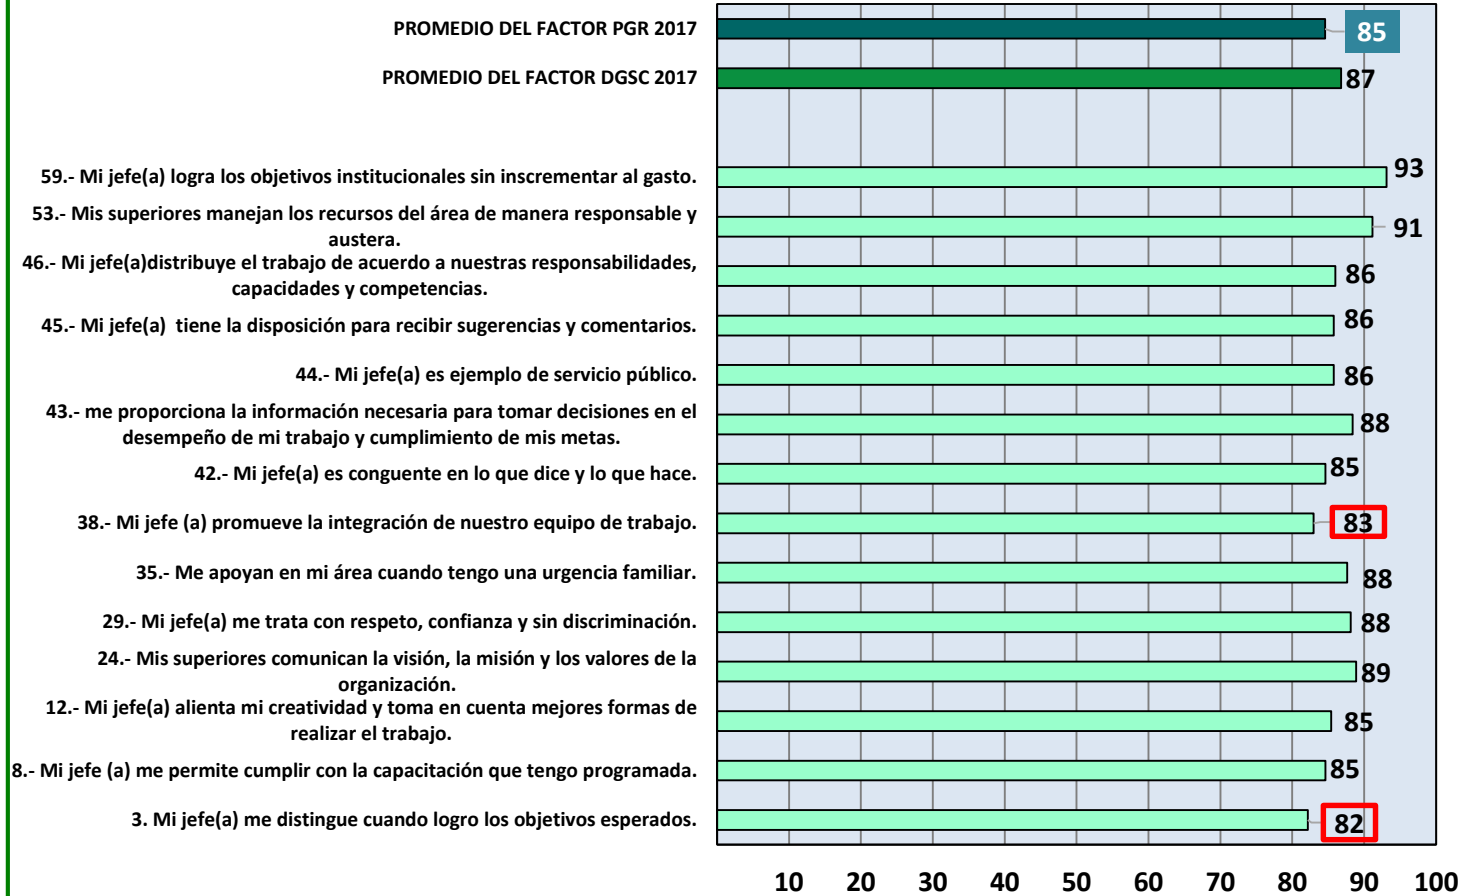 PROMEDIO DEL FACTOR PGR 2017
85
PROMEDIO DEL FACTOR DGSC 2017
87
59.- Mi jefe(a) logra los objetivos institucionales sin inscrementar al gasto.
93
53.- Mis superiores manejan los recursos del área de manera responsable y
austera.
91
46.- Mi jefe(a)distribuye el trabajo de acuerdo a nuestras responsabilidades,
capacidades y competencias.
86
45.- Mi jefe(a)  tiene la disposición para recibir sugerencias y comentarios.
86
44.- Mi jefe(a) es ejemplo de servicio público.
86
43.- me proporciona la información necesaria para tomar decisiones en el
desempeño de mi trabajo y cumplimiento de mis metas.
88
42.- Mi jefe(a) es conguente en lo que dice y lo que hace.
85
38.- Mi jefe (a) promueve la integración de nuestro equipo de trabajo.
83
35.- Me apoyan en mi área cuando tengo una urgencia familiar.
88
29.- Mi jefe(a) me trata con respeto, confianza y sin discriminación.
88
24.- Mis superiores comunican la visión, la misión y los valores de la
organización.
89
12.- Mi jefe(a) alienta mi creatividad y toma en cuenta mejores formas de
realizar el trabajo.
85
8.- Mi jefe (a) me permite cumplir con la capacitación que tengo programada.
85
3. Mi jefe(a) me distingue cuando logro los objetivos esperados.
82
10 20 30 40 50 60 70 80 90 100